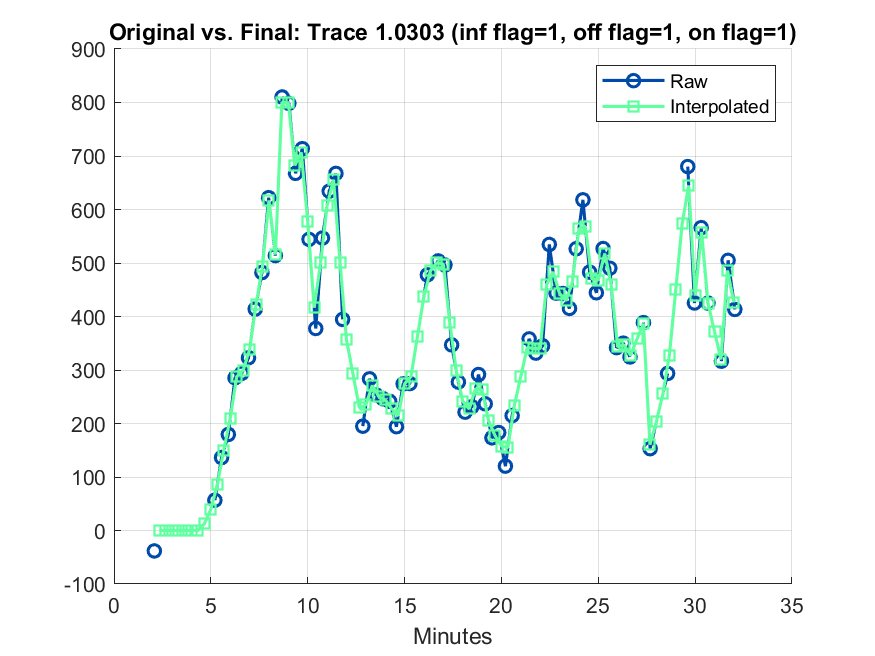 Original vs. Final: Trace 1.0303 (inf flag=1, off flag=1, on flag=1)
900
800
700
600
500
400
300
200
100
0
-100
Raw
Interpolated
0 5 10 15 20 25 30 35
Minutes